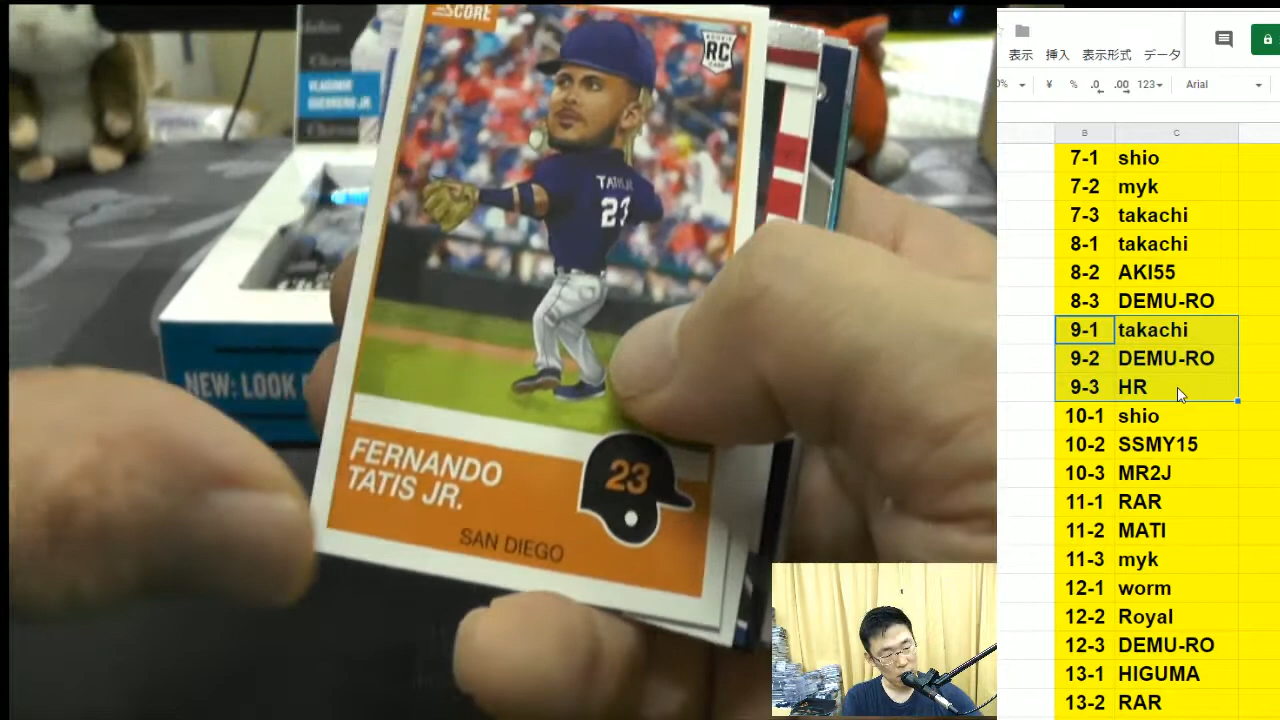 SCORE
RC
TATIS JR
23
FERNANDO
TATIS JR.
23
SAN DIEGO
VLADIMIR
GUERRERO JR.
NEW: LOOK
表示 挿入 表示形式 データ
0% ¥ % .0 .00 123 Arial
B C
7-1 shio
7-2 myk
7-3 takachi
8-1 takachi
8-2 AKI55
8-3 DEMU-RO
9-1 takachi
9-2 DEMU-RO
9-3 HR
10-1 shio
10-2 SSMY15
10-3 MR2J
11-1 RAR
11-2 MATI
11-3 myk
12-1 worm
12-2 Royal
12-3 DEMU-RO
13-1 HIGUMA
13-2 RAR